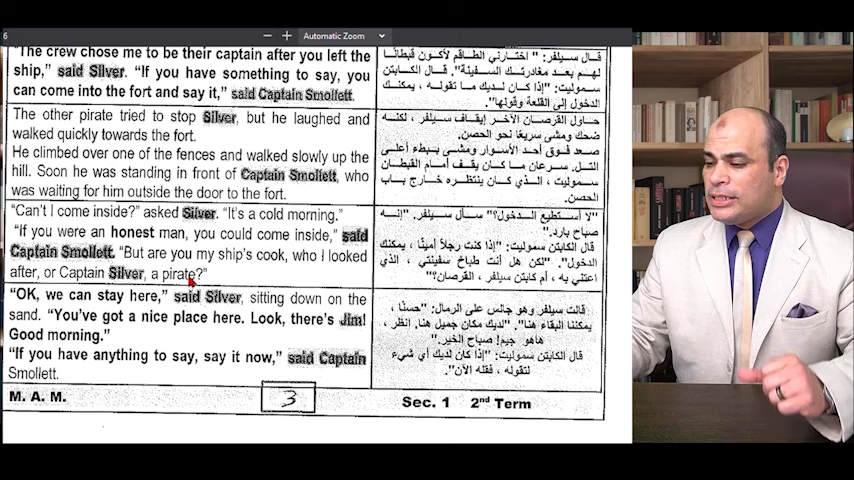 6
Automatic Zoom
"The crew chose me to be their captain after you left the
ship," said Silver. "If you have something to say, you
can come into the fort and say it," said Captain Smollett.
The other pirate tried to stop Silver, but he laughed and
walked quickly towards the fort.
He climbed over one of the fences and walked slowly up the
hill. Soon he was standing in front of Captain Smollett, who
was waiting for him outside the door to the fort.
"Can't I come inside?" asked Silver. "It's a cold morning."
"If you were an honest man, you could come inside," said
Captain Smollett. "But are you my ship's cook, who I looked
after, or Captain Silver, a pirate?"
"OK, we can stay here," said Silver, sitting down on the
sand. "You've got a nice place here. Look, there's Jim!
Good morning."
"If you have anything to say, say it now," said Captain
Smollett.
قال سيلفر: " اختارني الطاقم لأكون قبطانًا
لهم بعد مغادرتك السفينة". قال الكابتن
سموليت: "إذا كان لديك ما تقوله، يمكنك
الدخول إلى القلعة وقولها".
حاول القرصان الآخر إيقاف سيلفر ، لكنه
ضحك ومشى سريعًا نحو الحصن.
صعد فوق أحد الأسوار ومشى ببطء أعلى
التل. سرعان ما كان يقف أمام القبطان
سموليت ، الذي كان ينتظره خارج باب
الحصن.
"لا أستطيع الدخول؟" سأل سيلفر. "إنه
صباح بارد."
قال الكابتن سموليت: "إذا كنت رجلاً أمينًا ، يمكنك
الدخول". "لكن هل أنت طباخ سفينتي ، الذي
اعتني به ، أم كابتن سيلفر ، القرصان؟"
قالت سيلفر وهو جالس على الرمال: "حسنًا ،
يمكننا البقاء هنا". "لديك مكان جميل هنا. انظر ،
هاهو جيم! صباح الخير."
قال الكابتن سموليت: "إذا كان لديك أي شيء
لتقوله ، فقله الآن".
M. A. M.
3
Sec. 1 2nd Term